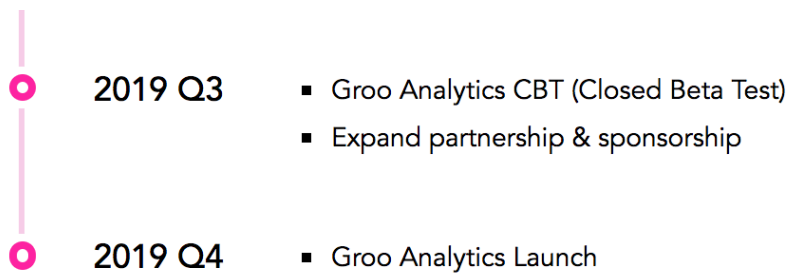 2019 Q3 ▪ Groo Analytics CBT (Closed Beta Test)
▪ Expand partnership & sponsorship
2019 Q4 ▪ Groo Analytics Launch